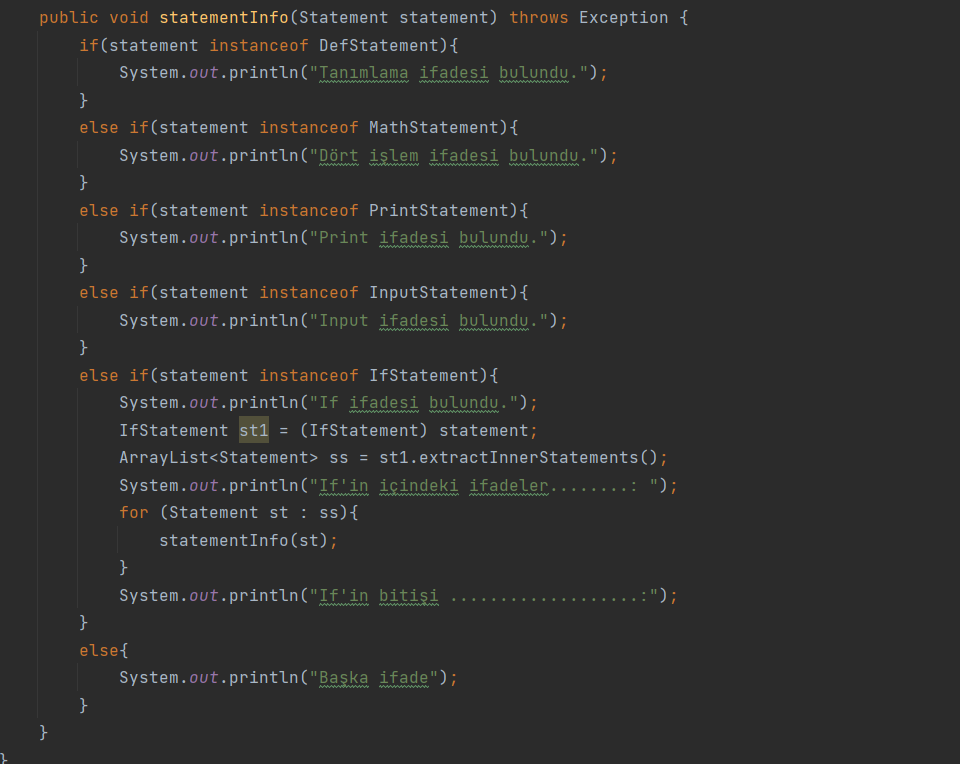 public void statementInfo(Statement statement) throws Exception {
if(statement instanceof DefStatement){
System.out.println("Tanımlama ifadesi bulundu.");
}
else if(statement instanceof MathStatement){
System.out.println("Dört işlem ifadesi bulundu.");
}
else if(statement instanceof PrintStatement){
System.out.println("Print ifadesi bulundu.");
}
else if(statement instanceof InputStatement){
System.out.println("Input ifadesi bulundu.");
}
else if(statement instanceof IfStatement){
System.out.println("If ifadesi bulundu.");
IfStatement st1 = (IfStatement) statement;
ArrayList<Statement> ss = st1.extractInnerStatements();
System.out.println("If'in içindeki ifadeler........: ");
for (Statement st : ss){
statementInfo(st);
}
System.out.println("If'in bitişi ...................:");
}
else{
System.out.println("Başka ifade");
}
}
}